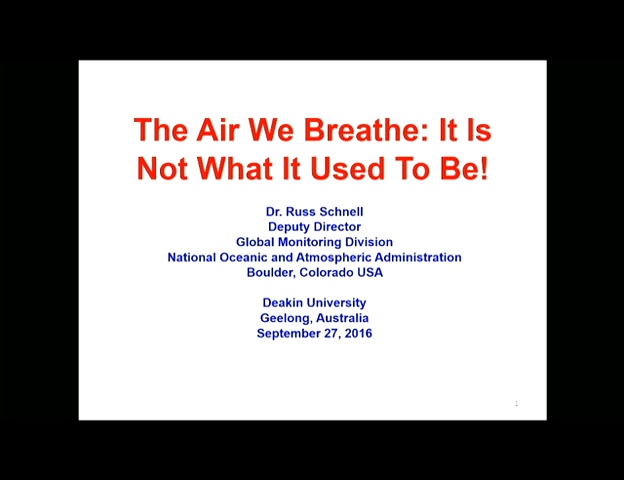 The Air We Breathe: It Is
Not What It Used To Be!
Dr. Russ Schnell
Deputy Director
Global Monitoring Division
National Oceanic and Atmospheric Administration
Boulder, Colorado USA
Deakin University
Geelong, Australia
September 27, 2016
1